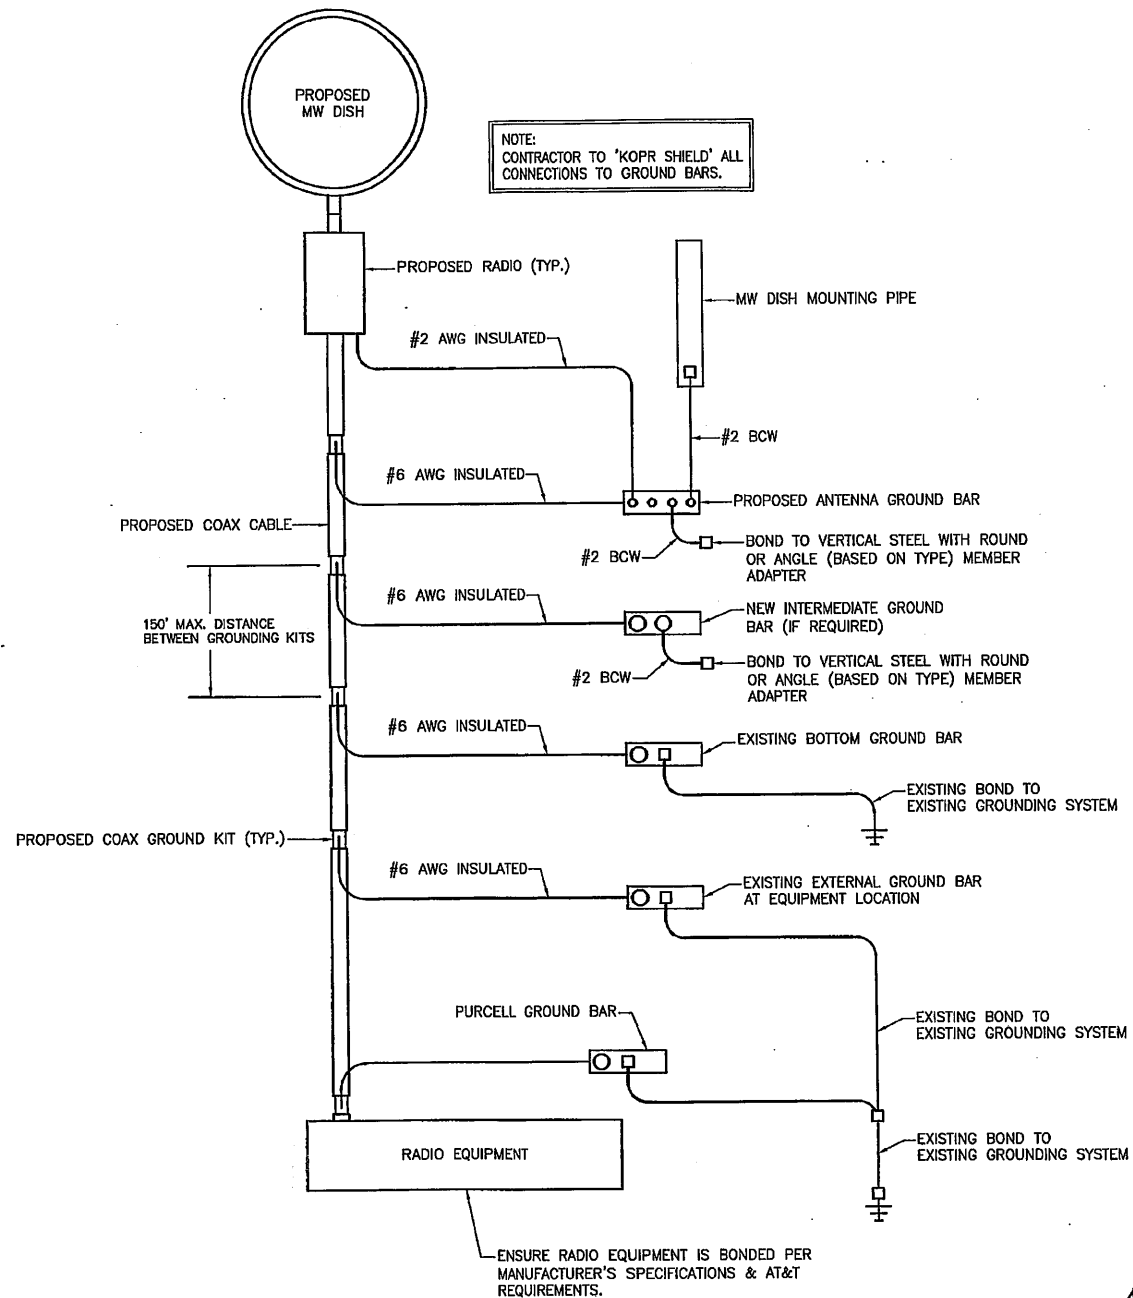 PROPOSED
MW DISH
NOTE:
CONTRACTOR TO 'KOPR SHIELD' ALL
CONNECTIONS TO GROUND BARS.
PROPOSED RADIO (TYP.)
MW DISH MOUNTING PIPE
#2 AWG INSULATED
#2 BCW
#6 AWG INSULATED
PROPOSED ANTENNA GROUND BAR
PROPOSED COAX CABLE
#2 BCW
BOND TO VERTICAL STEEL WITH ROUND
OR ANGLE (BASED ON TYPE) MEMBER
ADAPTER
#6 AWG INSULATED
NEW INTERMEDIATE GROUND
BAR (IF REQUIRED)
150' MAX. DISTANCE
BETWEEN GROUNDING KITS
#2 BCW
BOND TO VERTICAL STEEL WITH ROUND
OR ANGLE (BASED ON TYPE) MEMBER
ADAPTER
#6 AWG INSULATED
EXISTING BOTTOM GROUND BAR
EXISTING BOND TO
EXISTING GROUNDING SYSTEM
PROPOSED COAX GROUND KIT (TYP.)
#6 AWG INSULATED
EXISTING EXTERNAL GROUND BAR
AT EQUIPMENT LOCATION
PURCELL GROUND BAR
EXISTING BOND TO
EXISTING GROUNDING SYSTEM
RADIO EQUIPMENT
EXISTING BOND TO
EXISTING GROUNDING SYSTEM
ENSURE RADIO EQUIPMENT IS BONDED PER
MANUFACTURER'S SPECIFICATIONS & AT&T
REQUIREMENTS.